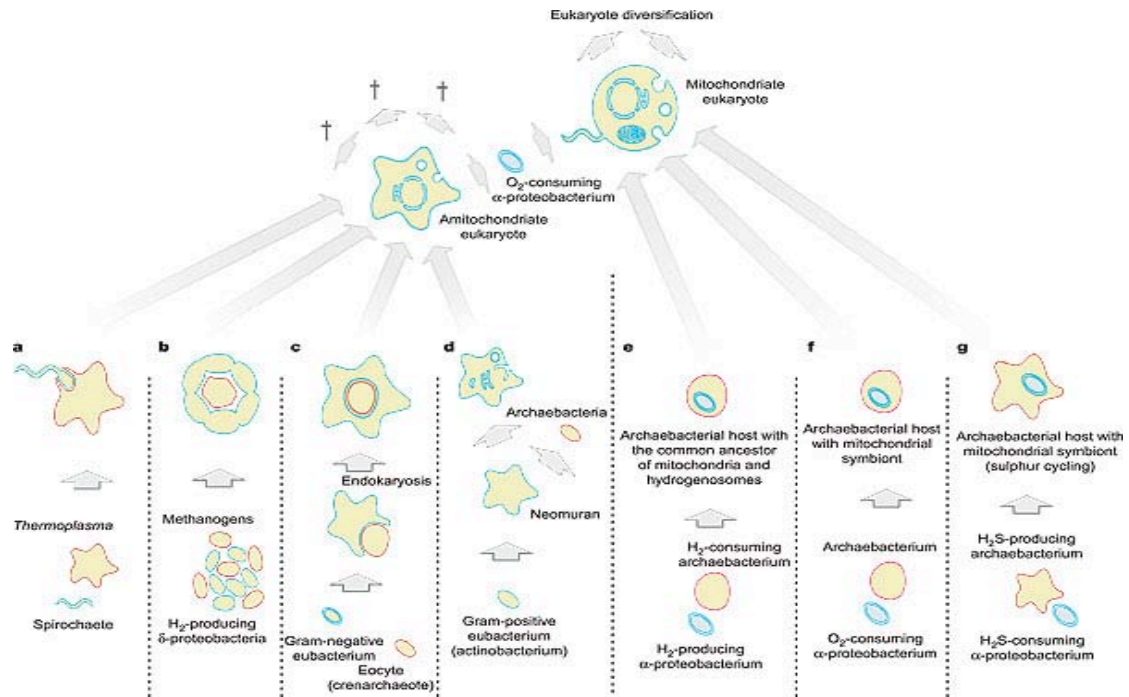 Eukaryote diversification
Mitochondriate
eukaryote
†
†
†
O₂-consuming
α-proteobacterium
Amitochondriate
eukaryote
a
b
c
d
e
f
g
Archaebacteria
Archaebacterial host with
the common ancestor
of mitochondria and
hydrogenosomes
Archaebacterial host
with mitochondrial
symbiont
Archaebacterial host with
mitochondrial symbiont
(sulphur cycling)
Endokaryosis
Neomuran
Thermoplasma
Methanogens
H₂-consuming
archaebacterium
Archaebacterium
H₂S-producing
archaebacterium
Spirochaete
H₂-producing
δ-proteobacteria
Gram-negative
eubacterium
Eocyte
(crenarchaeote)
Gram-positive
eubacterium
(actinobacterium)
H₂-producing
α-proteobacterium
O₂-consuming
α-proteobacterium
H₂S-consuming
α-proteobacterium